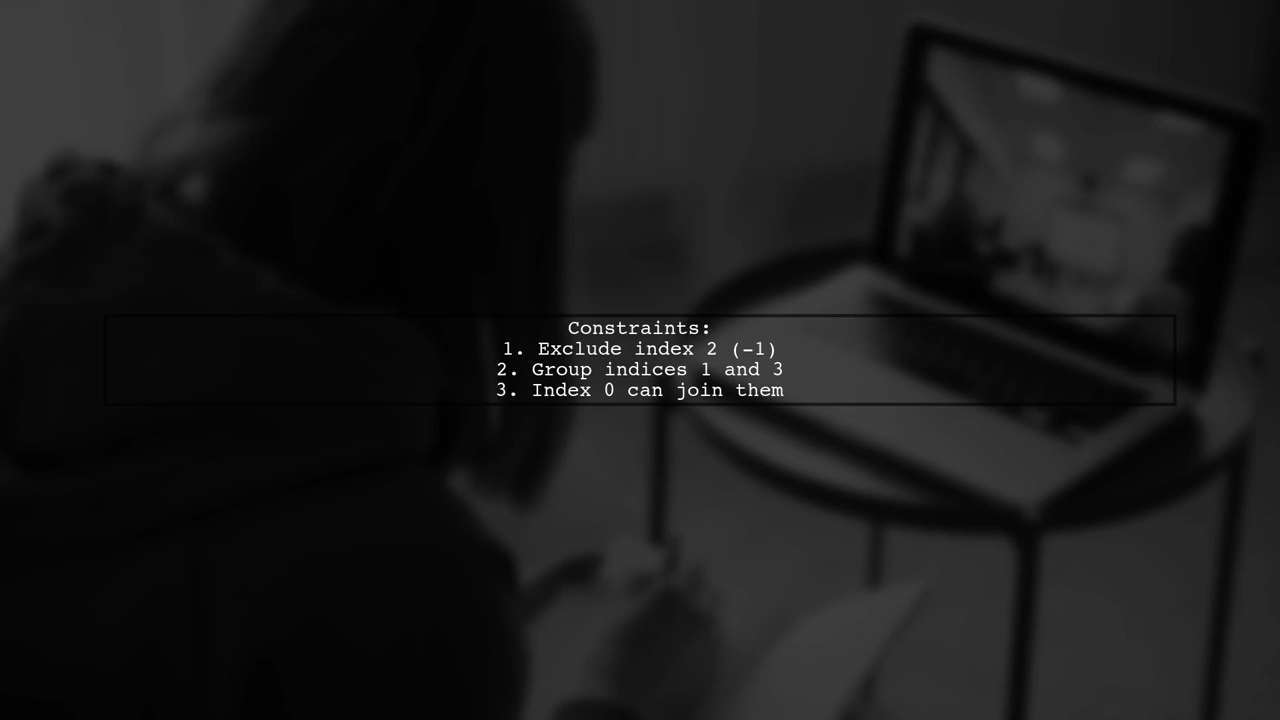 Constraints:
1. Exclude index 2 (-1)
2. Group indices 1 and 3
3. Index 0 can join them